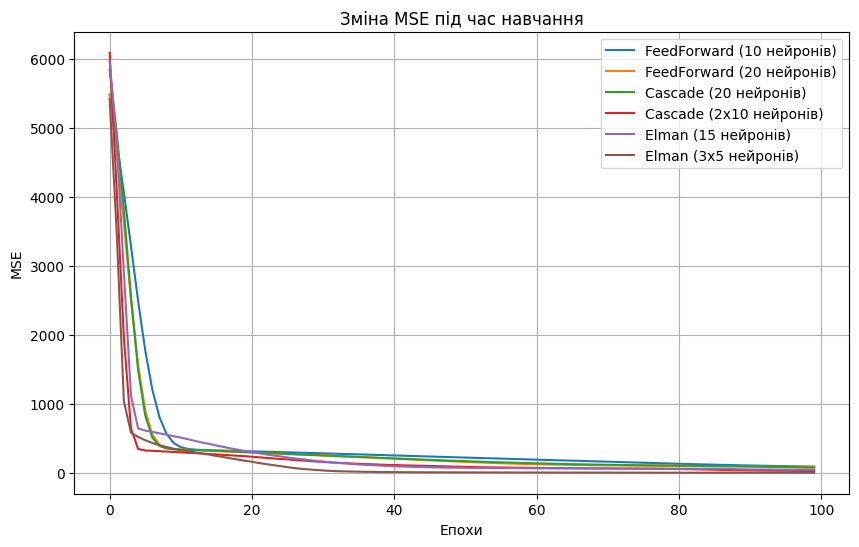 Зміна MSE під час навчання
FeedForward (10 нейронів)
FeedForward (20 нейронів)
Cascade (20 нейронів)
Cascade (2x10 нейронів)
Elman (15 нейронів)
Elman (3x5 нейронів)
6000
5000
4000
3000
2000
1000
0
MSE
0 20 40 60 80 100
Епохи